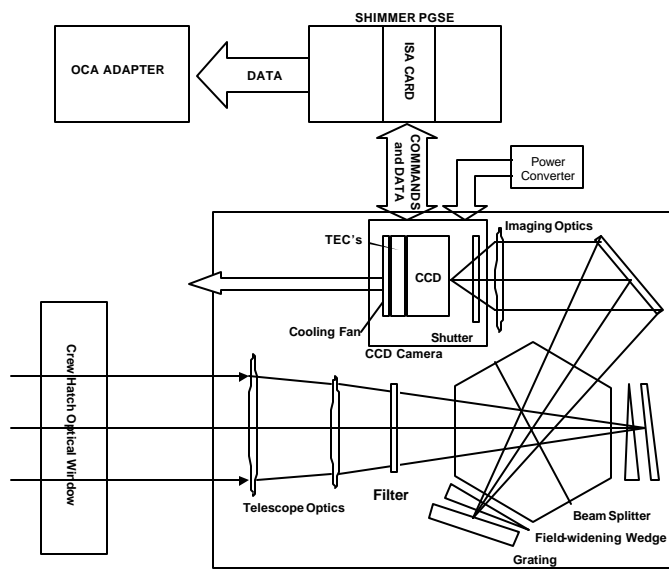 SHIMMER PGSE
OCA ADAPTER
DATA
ISA CARD
COMMANDS
and DATA
Power
Converter
TEC's
CCD
Imaging Optics
Cooling Fan
Shutter
CCD Camera
Crew Hatch Optical Window
Telescope Optics
Filter
Beam Splitter
Field-widening Wedge
Grating